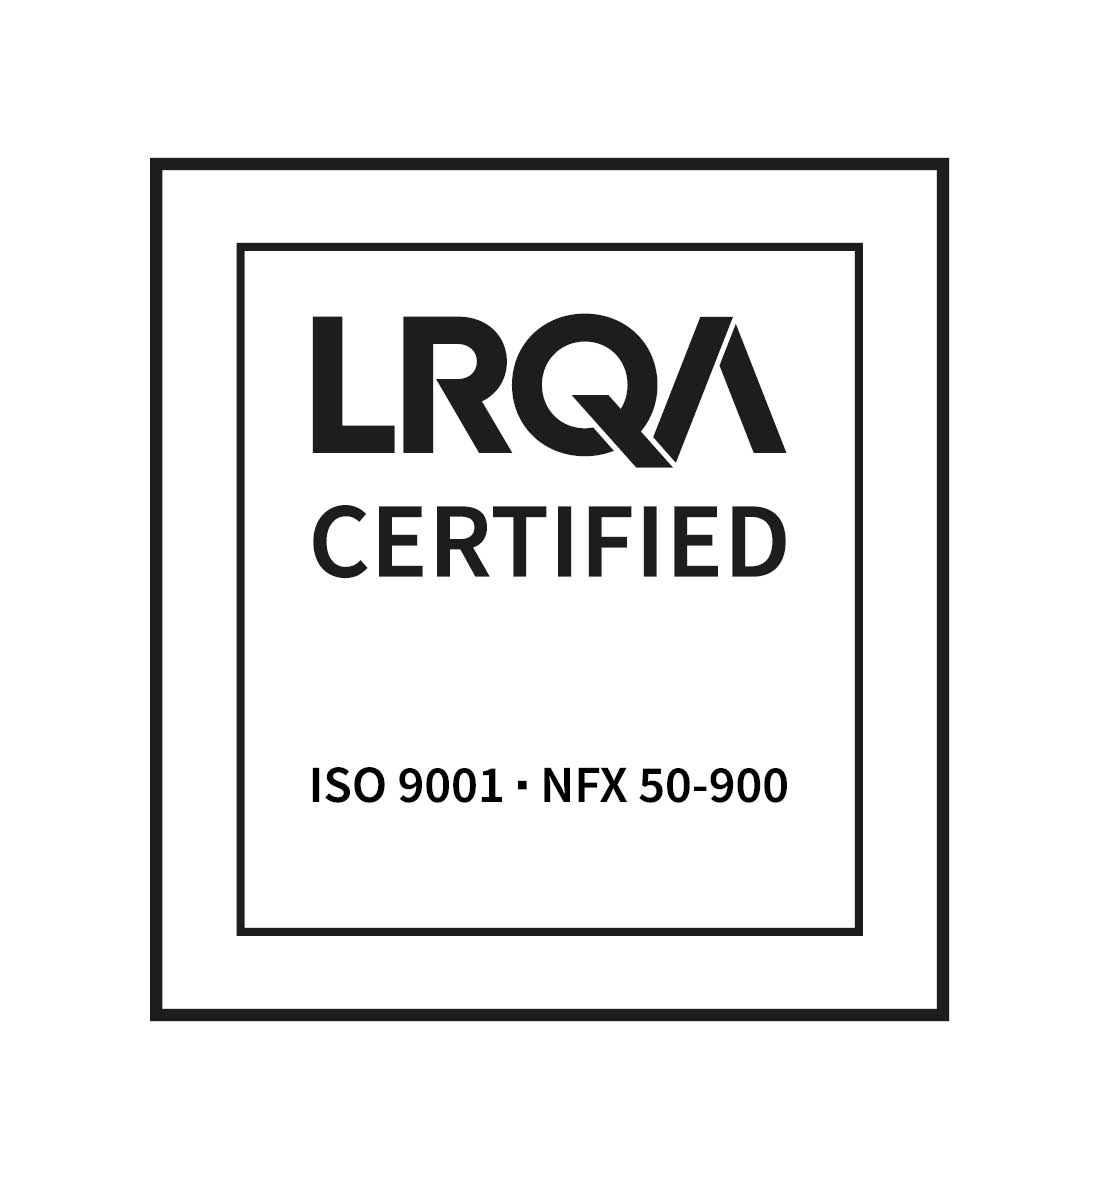 LRQA
CERTIFIED
ISO 9001 · NFX 50-900